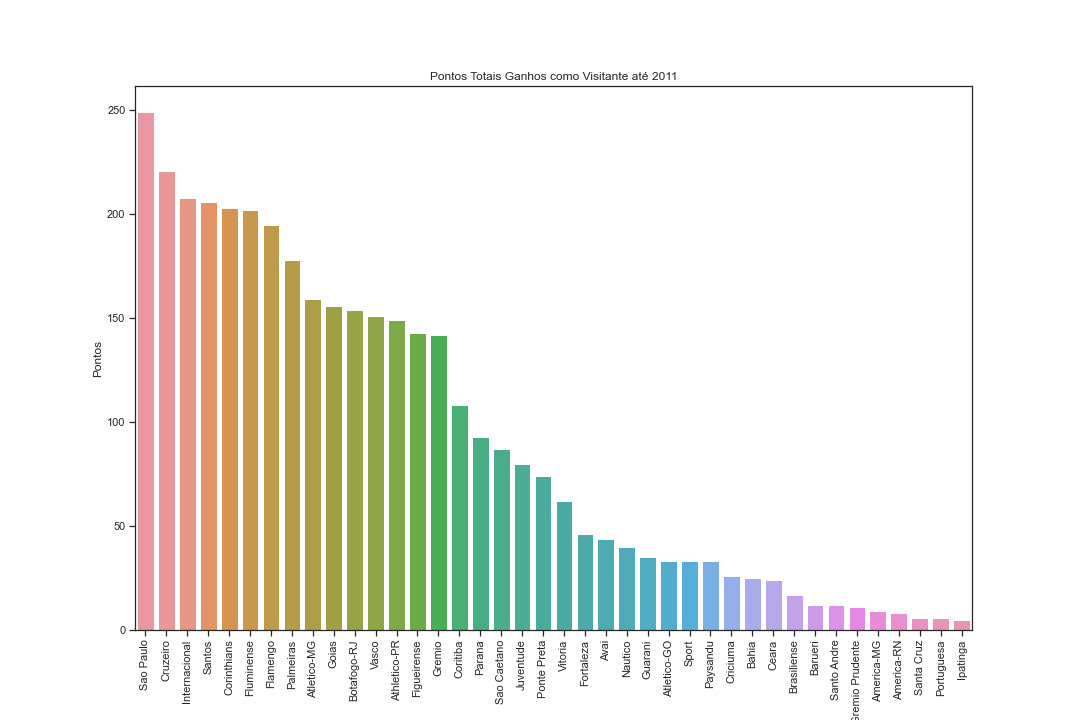 Pontos Totais Ganhos como Visitante até 2011
Pontos
250
200
150
100
50
0
Sao Paulo
Cruzeiro
Internacional
Santos
Corinthians
Fluminense
Flamengo
Palmeiras
Atletico-MG
Goias
Botafogo-RJ
Vasco
Athletico-PR
Figueirense
Gremio
Coritiba
Parana
Sao Caetano
Juventude
Ponte Preta
Vitoria
Fortaleza
Avai
Nautico
Guarani
Atletico-GO
Sport
Paysandu
Criciuma
Bahia
Ceara
Brasiliense
Barueri
Santo Andre
Gremio Prudente
America-MG
America-RN
Santa Cruz
Portuguesa
Ipatinga